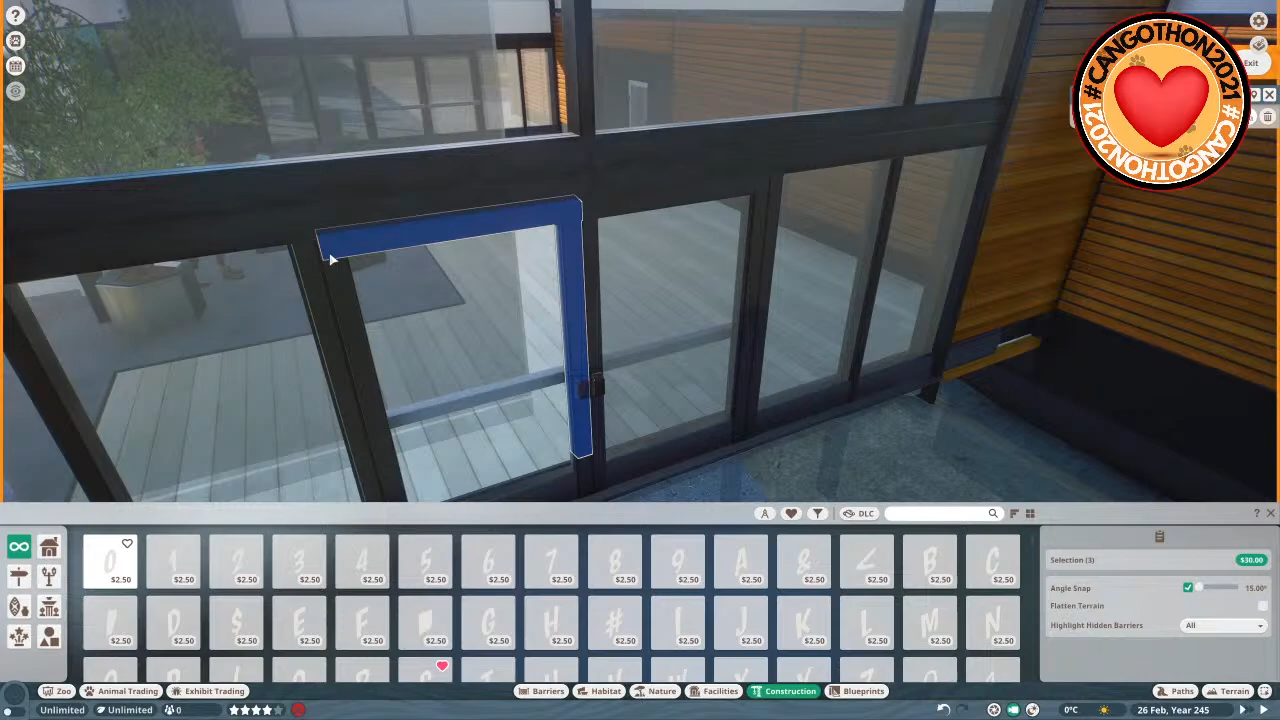 #CANGOTHON2021
#CANGOTHON2021
Exit
DLC
0 $2.50
1 $2.50
2 $2.50
3 $2.50
4 $2.50
5 $2.50
6 $2.50
7 $2.50
8 $2.50
9 $2.50
A $2.50
& $2.50
< $2.50
B $2.50
C $2.50
$2.50
D $2.50
$ $2.50
E $2.50
F $2.50
$2.50
G $2.50
H $2.50
# $2.50
I $2.50
J $2.50
K $2.50
L $2.50
M $2.50
N $2.50
Selection (3) $30.00
Angle Snap 15.00°
Flatten Terrain
Highlight Hidden Barriers All
Zoo
Animal Trading
Exhibit Trading
Barriers
Habitat
Nature
Facilities
Construction
Blueprints
Paths
Terrain
Unlimited
Unlimited
0
0°C
26 Feb, Year 245